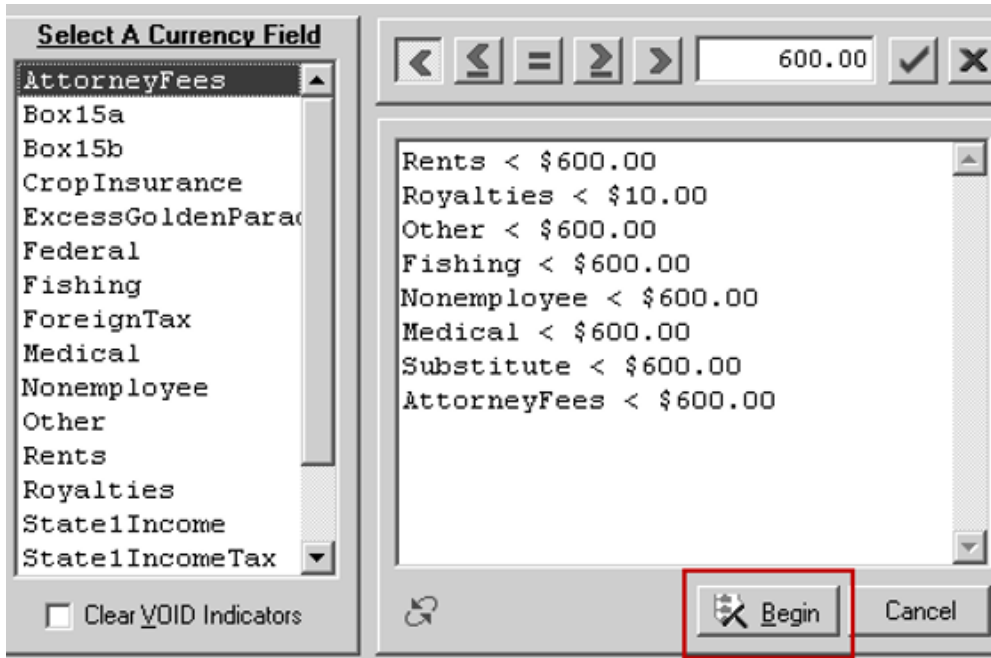 Select A Currency Field
AttorneyFees
Box15a
Box15b
CropInsurance
ExcessGoldenParac
Federal
Fishing
ForeignTax
Medical
Nonemployee
Other
Rents
Royalties
State1Income
State1IncomeTax
Clear VOID Indicators
< ≤ = ≥ > 600.00
Rents < $600.00
Royalties < $10.00
Other < $600.00
Fishing < $600.00
Nonemployee < $600.00
Medical < $600.00
Substitute < $600.00
AttorneyFees < $600.00
Begin Cancel